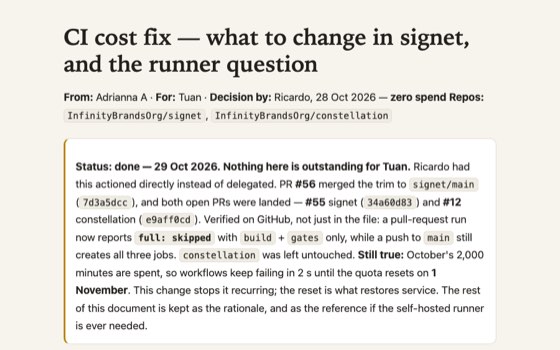 CI cost fix — what to change in signet,
and the runner question
From: Adrianna A · For: Tuan · Decision by: Ricardo, 28 Oct 2026 — zero spend Repos:
InfinityBrandsOrg/signet , InfinityBrandsOrg/constellation
Status: done — 29 Oct 2026. Nothing here is outstanding for Tuan. Ricardo had
this actioned directly instead of delegated. PR #56 merged the trim to signet/main
( 7d3a5dcc ), and both open PRs were landed — #55 signet ( 34a60d83 ) and #12
constellation ( e9aff0cd ). Verified on GitHub, not just in the file: a pull-request run
now reports full: skipped with build + gates only, while a push to main still
creates all three jobs. constellation was left untouched. Still true: October's 2,000
minutes are spent, so workflows keep failing in 2 s until the quota resets on 1
November. This change stops it recurring; the reset is what restores service. The rest
of this document is kept as the rationale, and as the reference if the self-hosted runner
is ever needed.